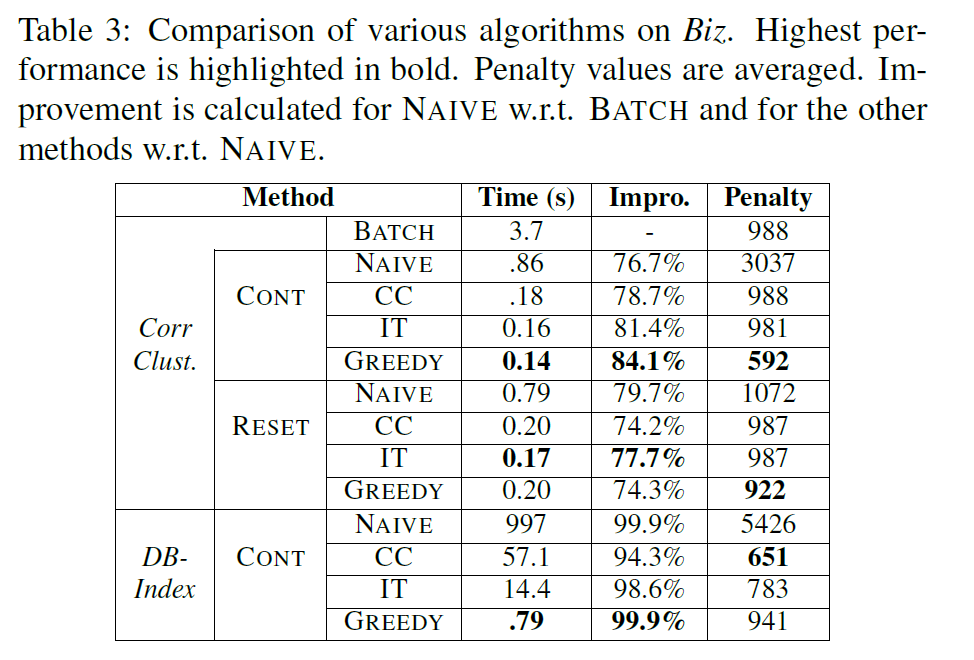 Table 3: Comparison of various algorithms on Biz. Highest per-
formance is highlighted in bold. Penalty values are averaged. Im-
provement is calculated for NAIVE w.r.t. BATCH and for the other
methods w.r.t. NAIVE.
Method Time (s) Impro. Penalty
BATCH 3.7 - 988
NAIVE .86 76.7% 3037
CONT CC .18 78.7% 988
Corr IT 0.16 81.4% 981
Clust. GREEDY 0.14 84.1% 592
NAIVE 0.79 79.7% 1072
RESET CC 0.20 74.2% 987
IT 0.17 77.7% 987
GREEDY 0.20 74.3% 922
NAIVE 997 99.9% 5426
DB- CONT CC 57.1 94.3% 651
Index IT 14.4 98.6% 783
GREEDY .79 99.9% 941